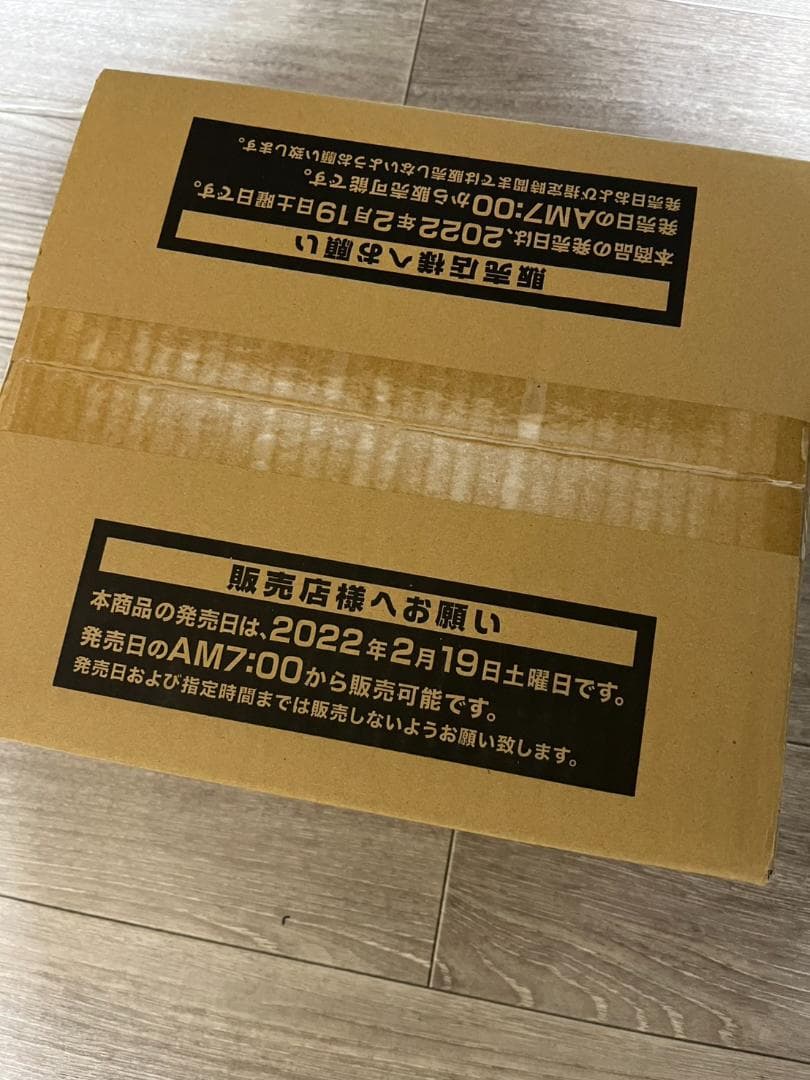 販売店様へお願い
本商品の発売日は、2022年2月19日土曜日です。
発売日のAM7:00から販売可能です。
発売日および指定時間までは販売しないようお願い致します。
販売店様へお願い
本商品の発売日は、2022年2月19日土曜日です。
発売日のAM7:00から販売可能です。
発売日および指定時間までは販売しないようお願い致します。